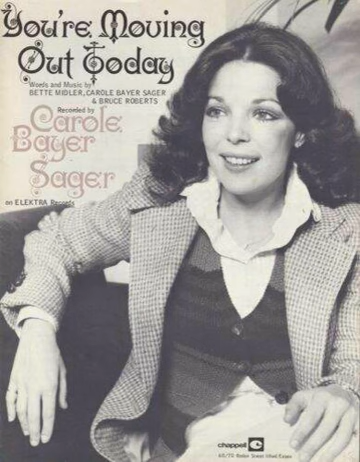 You're Moving
Out Today
Words and Music by
BETTE MIDLER, CAROLE BAYER SAGER
& BRUCE ROBERTS
Recorded by
Carole
Bayer
Sager
on ELEKTRA Records
chappell